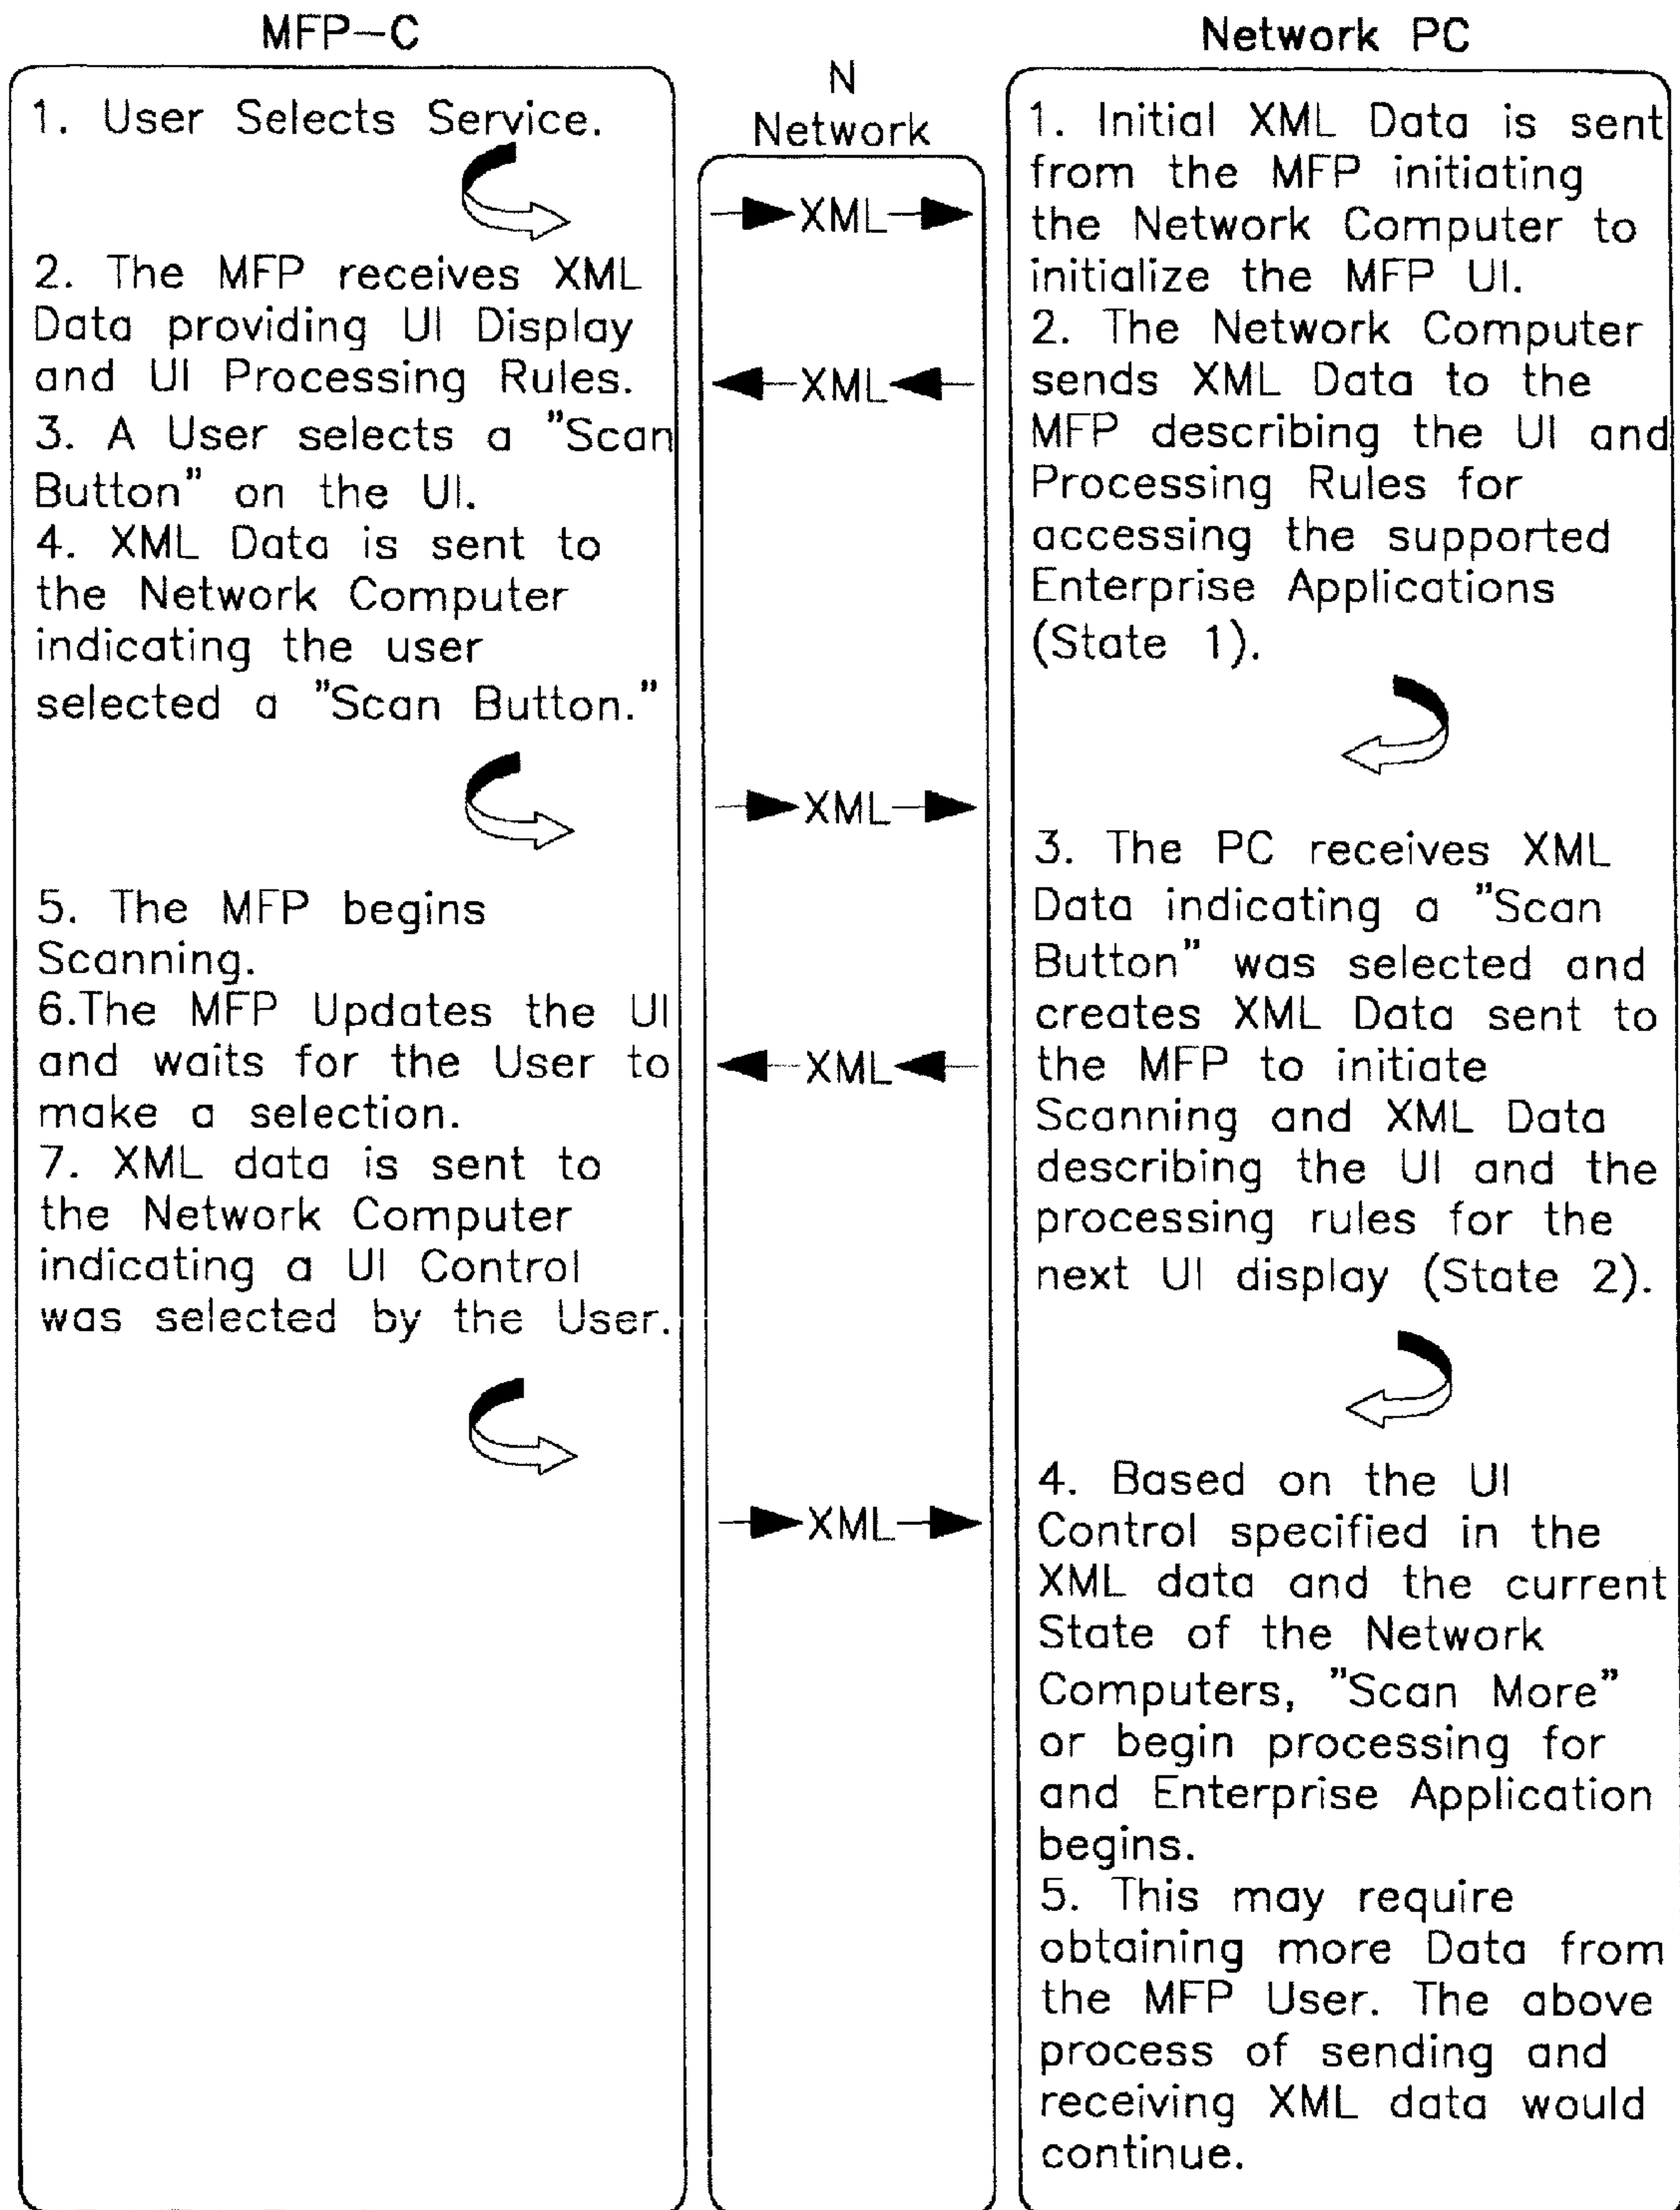 MFP-C
1. User Selects Service.
2. The MFP receives XML
Data providing UI Display
and UI Processing Rules.
3. A User selects a "Scan
Button" on the UI.
4. XML Data is sent to
the Network Computer
indicating the user
selected a "Scan Button."
5. The MFP begins
Scanning.
6.The MFP Updates the UI
and waits for the User to
make a selection.
7. XML data is sent to
the Network Computer
indicating a UI Control
was selected by the User.
N
Network
XML
XML
XML
XML
XML
Network PC
1. Initial XML Data is sent
from the MFP initiating
the Network Computer to
initialize the MFP UI.
2. The Network Computer
sends XML Data to the
MFP describing the UI and
Processing Rules for
accessing the supported
Enterprise Applications
(State 1).
3. The PC receives XML
Data indicating a "Scan
Button" was selected and
creates XML Data sent to
the MFP to initiate
Scanning and XML Data
describing the UI and the
processing rules for the
next UI display (State 2).
4. Based on the UI
Control specified in the
XML data and the current
State of the Network
Computers, "Scan More"
or begin processing for
and Enterprise Application
begins.
5. This may require
obtaining more Data from
the MFP User. The above
process of sending and
receiving XML data would
continue.